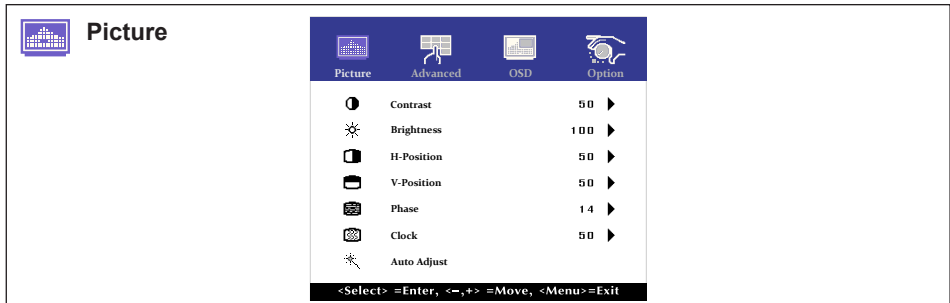 Picture
Picture Advanced OSD Option
Contrast 50
Brightness 100
H-Position 50
V-Position 50
Phase 14
Clock 50
Auto Adjust
<Select> =Enter, <−,+> =Move, <Menu>=Exit